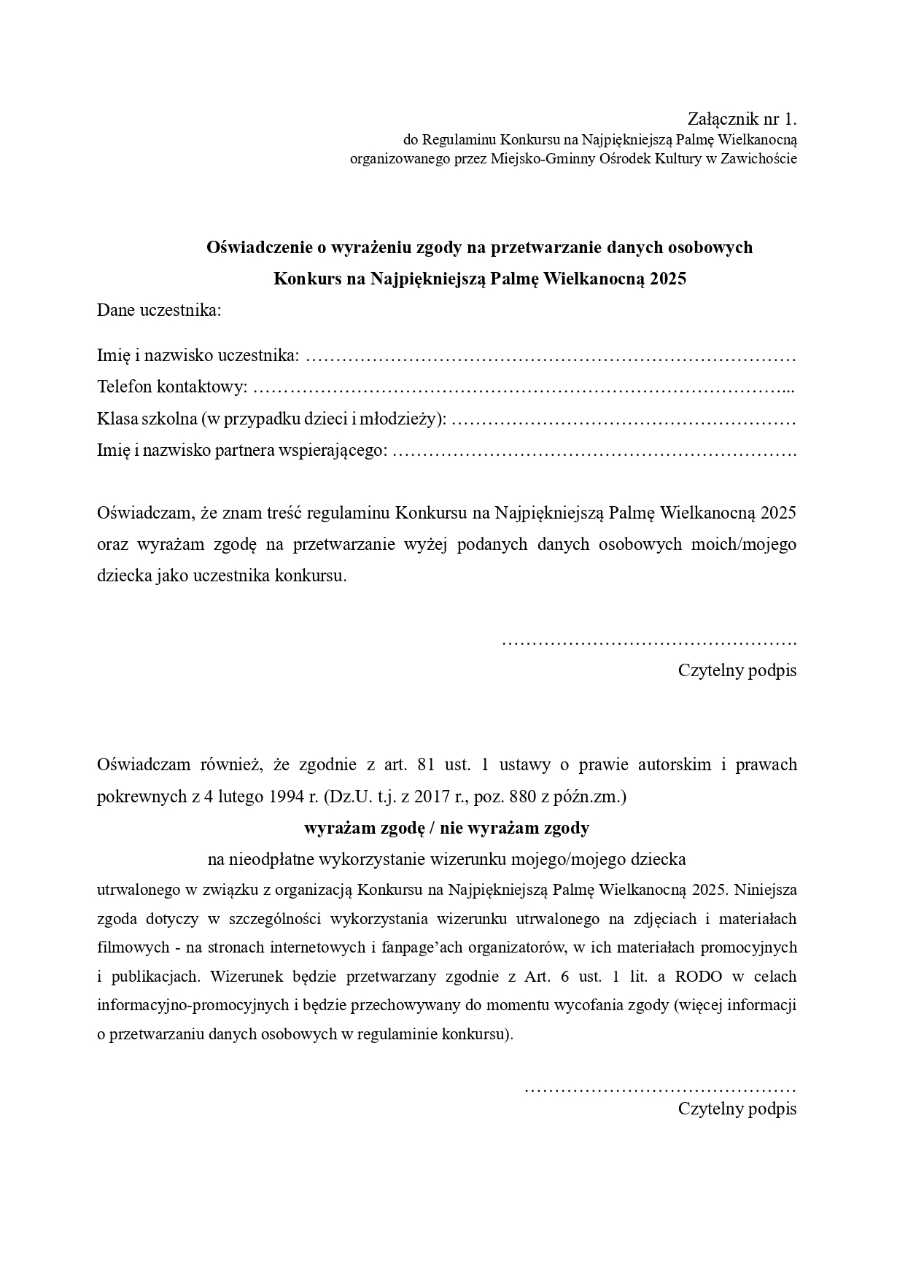 Załącznik nr 1.
do Regulaminu Konkursu na Najpiękniejszą Palmę Wielkanocną
organizowanego przez Miejsko-Gminny Ośrodek Kultury w Zawichoście
Oświadczenie o wyrażeniu zgody na przetwarzanie danych osobowych
Konkurs na Najpiękniejszą Palmę Wielkanocną 2025
Dane uczestnika:
Imię i nazwisko uczestnika: ………………………………………………………………………
Telefon kontaktowy: ……………………………………………………………………………...
Klasa szkolna (w przypadku dzieci i młodzieży): …………………………………………………
Imię i nazwisko partnera wspierającego: ………………………………………………………….
Oświadczam, że znam treść regulaminu Konkursu na Najpiękniejszą Palmę Wielkanocną 2025
oraz wyrażam zgodę na przetwarzanie wyżej podanych danych osobowych moich/mojego
dziecka jako uczestnika konkursu.
………………………………………….
Czytelny podpis
Oświadczam również, że zgodnie z art. 81 ust. 1 ustawy o prawie autorskim i prawach
pokrewnych z 4 lutego 1994 r. (Dz.U. t.j. z 2017 r., poz. 880 z późn.zm.)
wyrażam zgodę / nie wyrażam zgody
na nieodpłatne wykorzystanie wizerunku mojego/mojego dziecka
utrwalonego w związku z organizacją Konkursu na Najpiękniejszą Palmę Wielkanocną 2025. Niniejsza
zgoda dotyczy w szczególności wykorzystania wizerunku utrwalonego na zdjęciach i materiałach
filmowych - na stronach internetowych i fanpage’ach organizatorów, w ich materiałach promocyjnych
i publikacjach. Wizerunek będzie przetwarzany zgodnie z Art. 6 ust. 1 lit. a RODO w celach
informacyjno-promocyjnych i będzie przechowywany do momentu wycofania zgody (więcej informacji
o przetwarzaniu danych osobowych w regulaminie konkursu).
………………………………………
Czytelny podpis